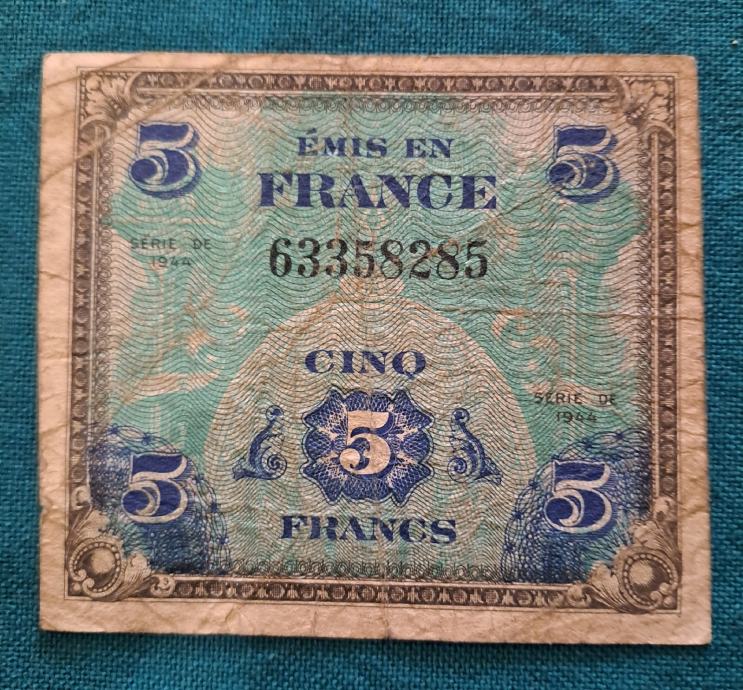 5 ÉMIS EN 5
FRANCE
SÉRIE DE
1944
63358285
CINQ
SÉRIE DE
1944
5
5 5
FRANCS